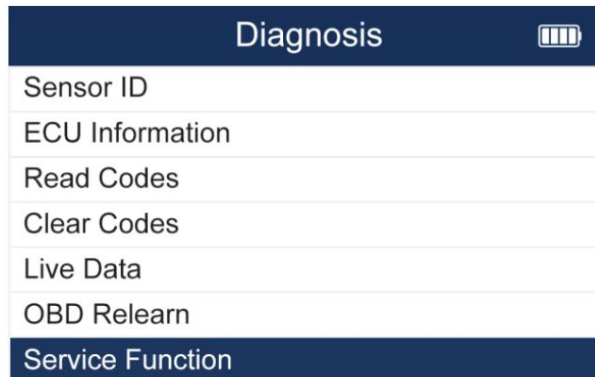 Diagnosis
Sensor ID
ECU Information
Read Codes
Clear Codes
Live Data
OBD Relearn
Service Function